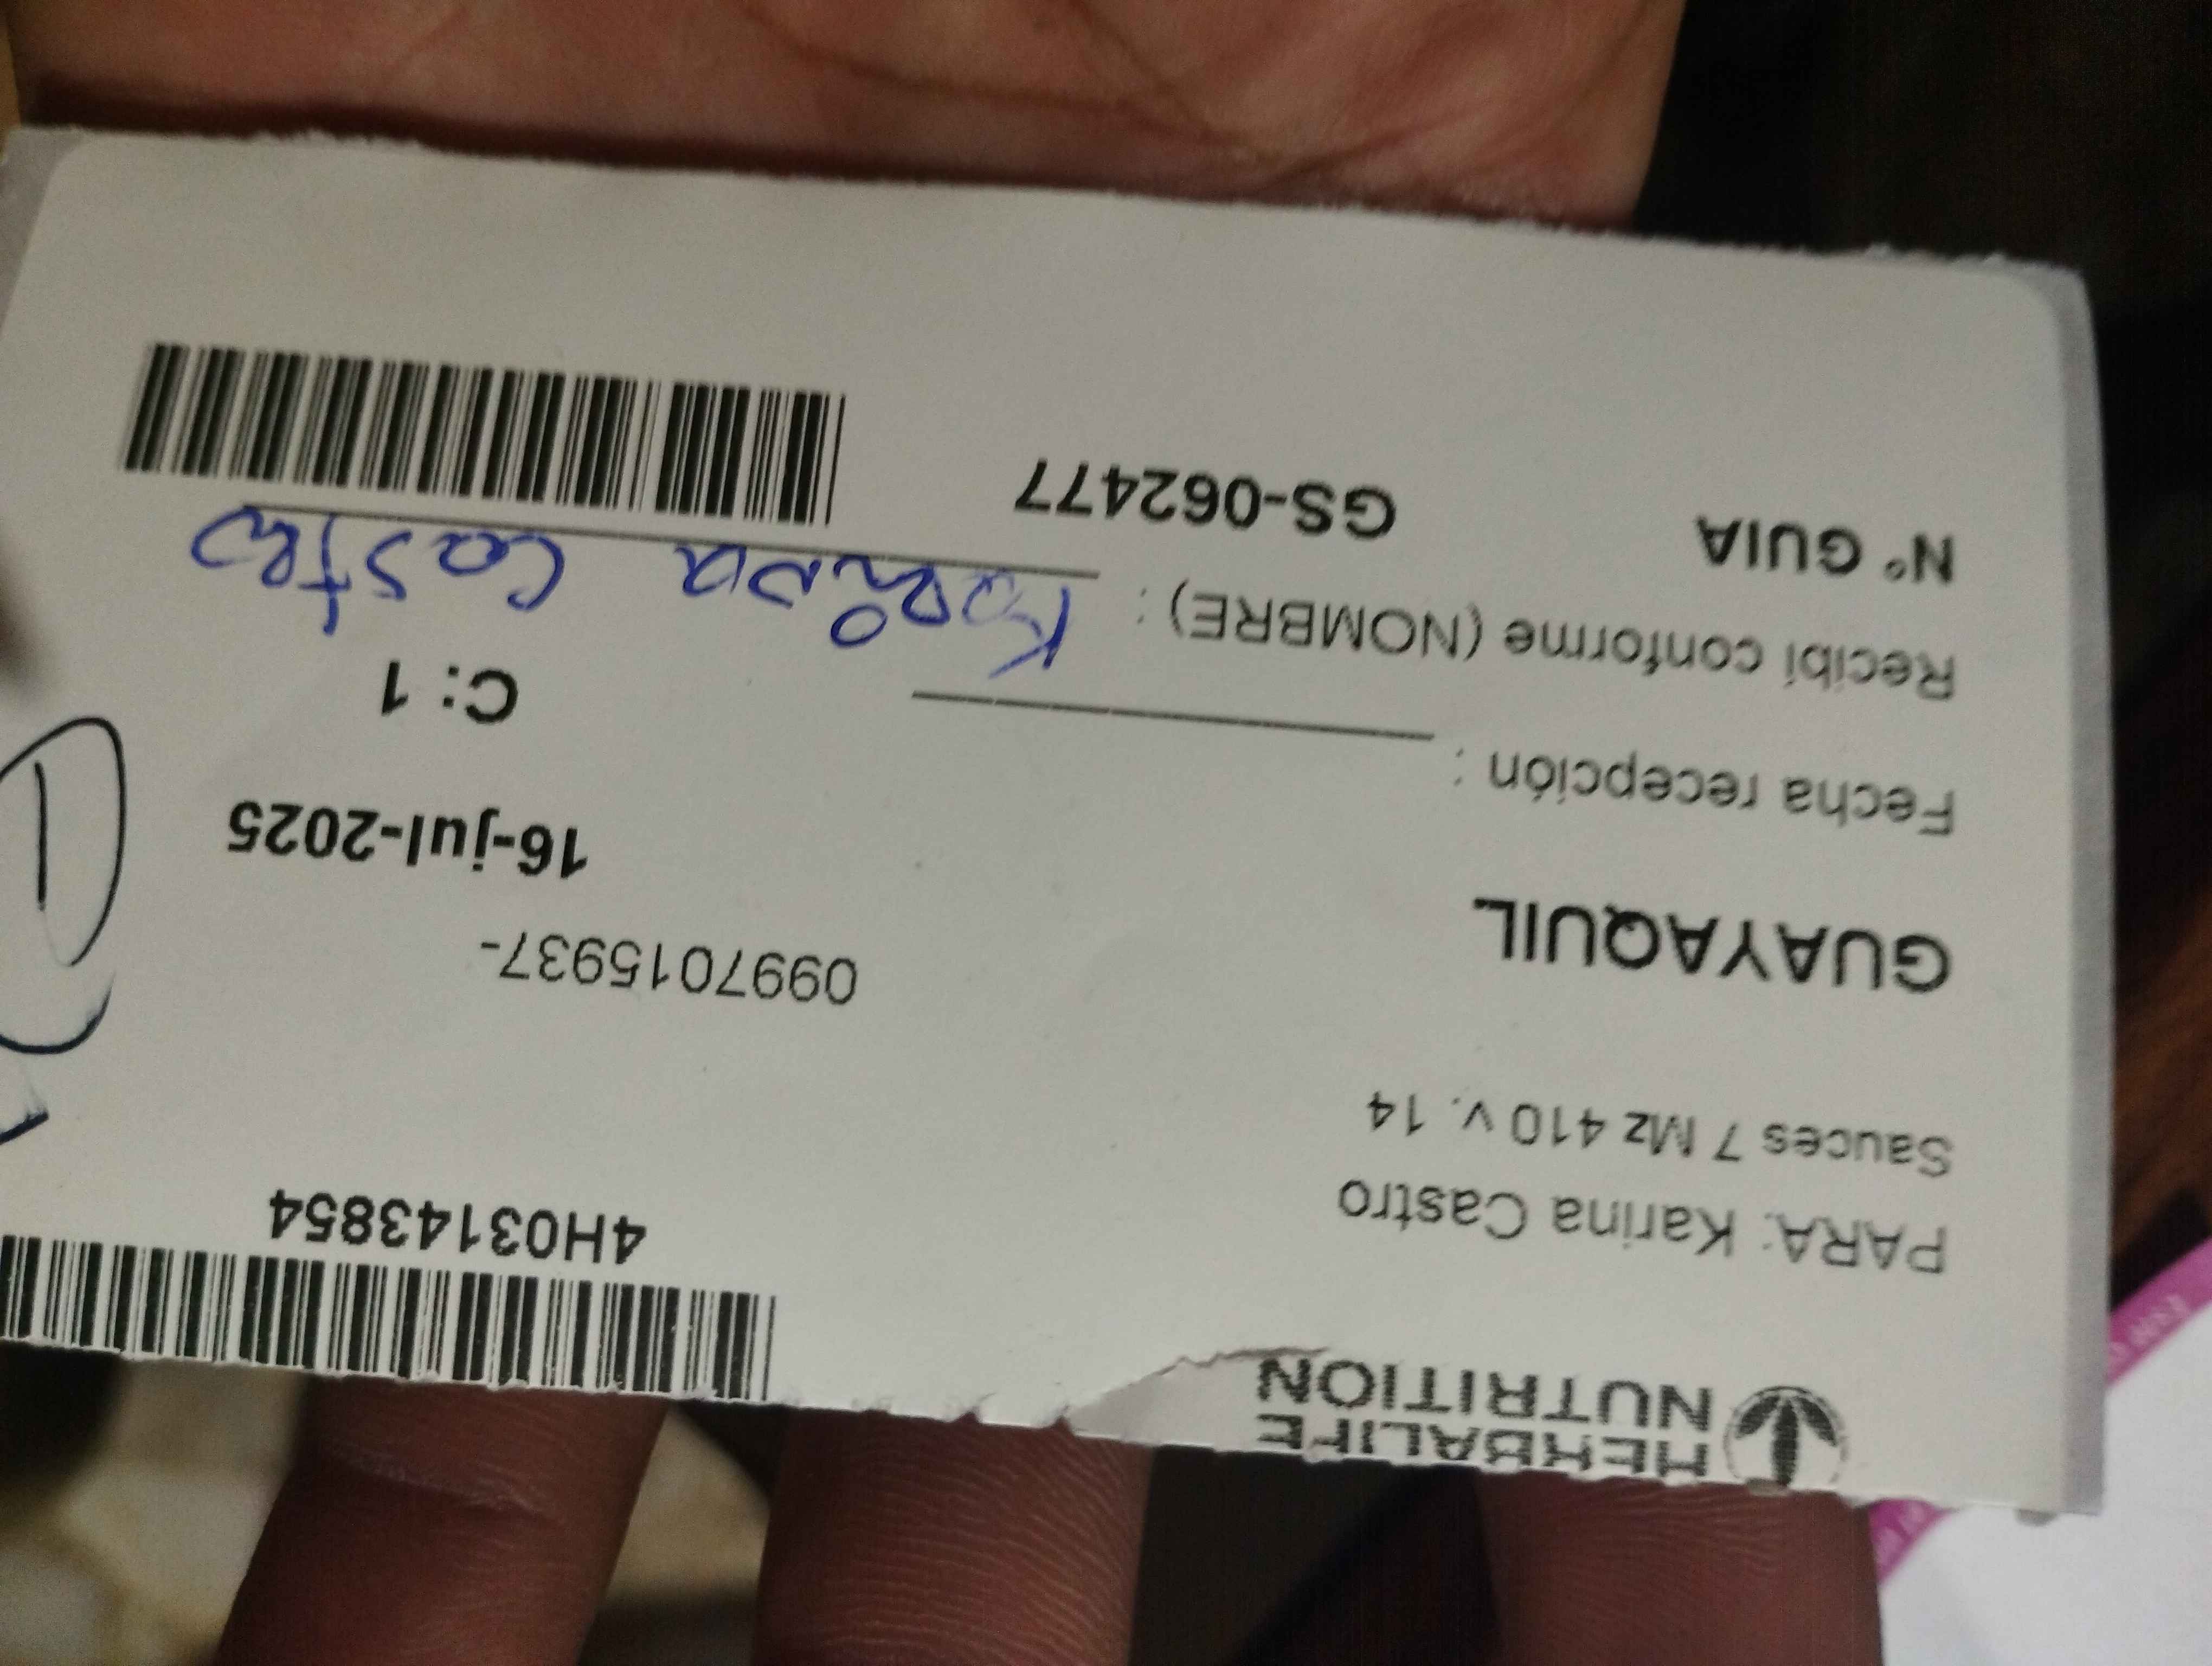 HERBALIFE
NUTRITION
4H03143854
PARA: Karina Castro
Sauces 7 Mz 410 v. 14
0997015937-
GUAYAQUIL
16-jul-2025
1
Fecha recepción :
C: 1
Recibí conforme (NOMBRE) : Karina Castro
N° GUIA GS-062477